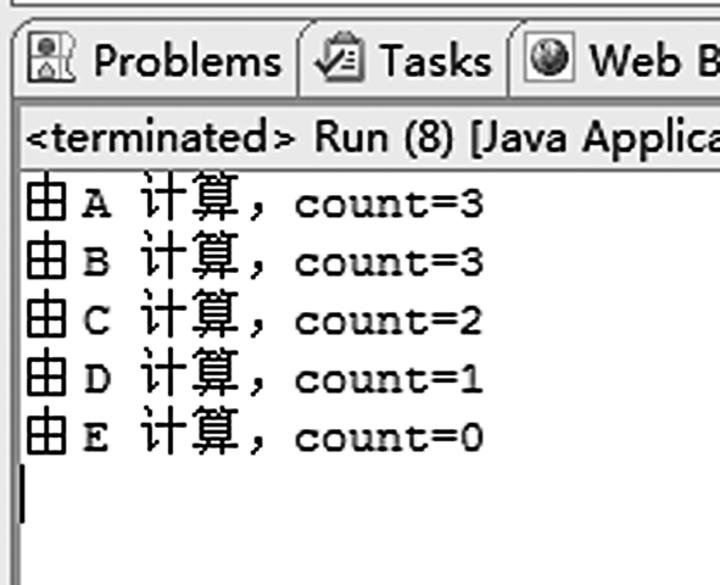 Problems Tasks Web B
<terminated> Run (8) [Java Applica
由 A 计算，count=3
由 B 计算，count=3
由 C 计算，count=2
由 D 计算，count=1
由 E 计算，count=0